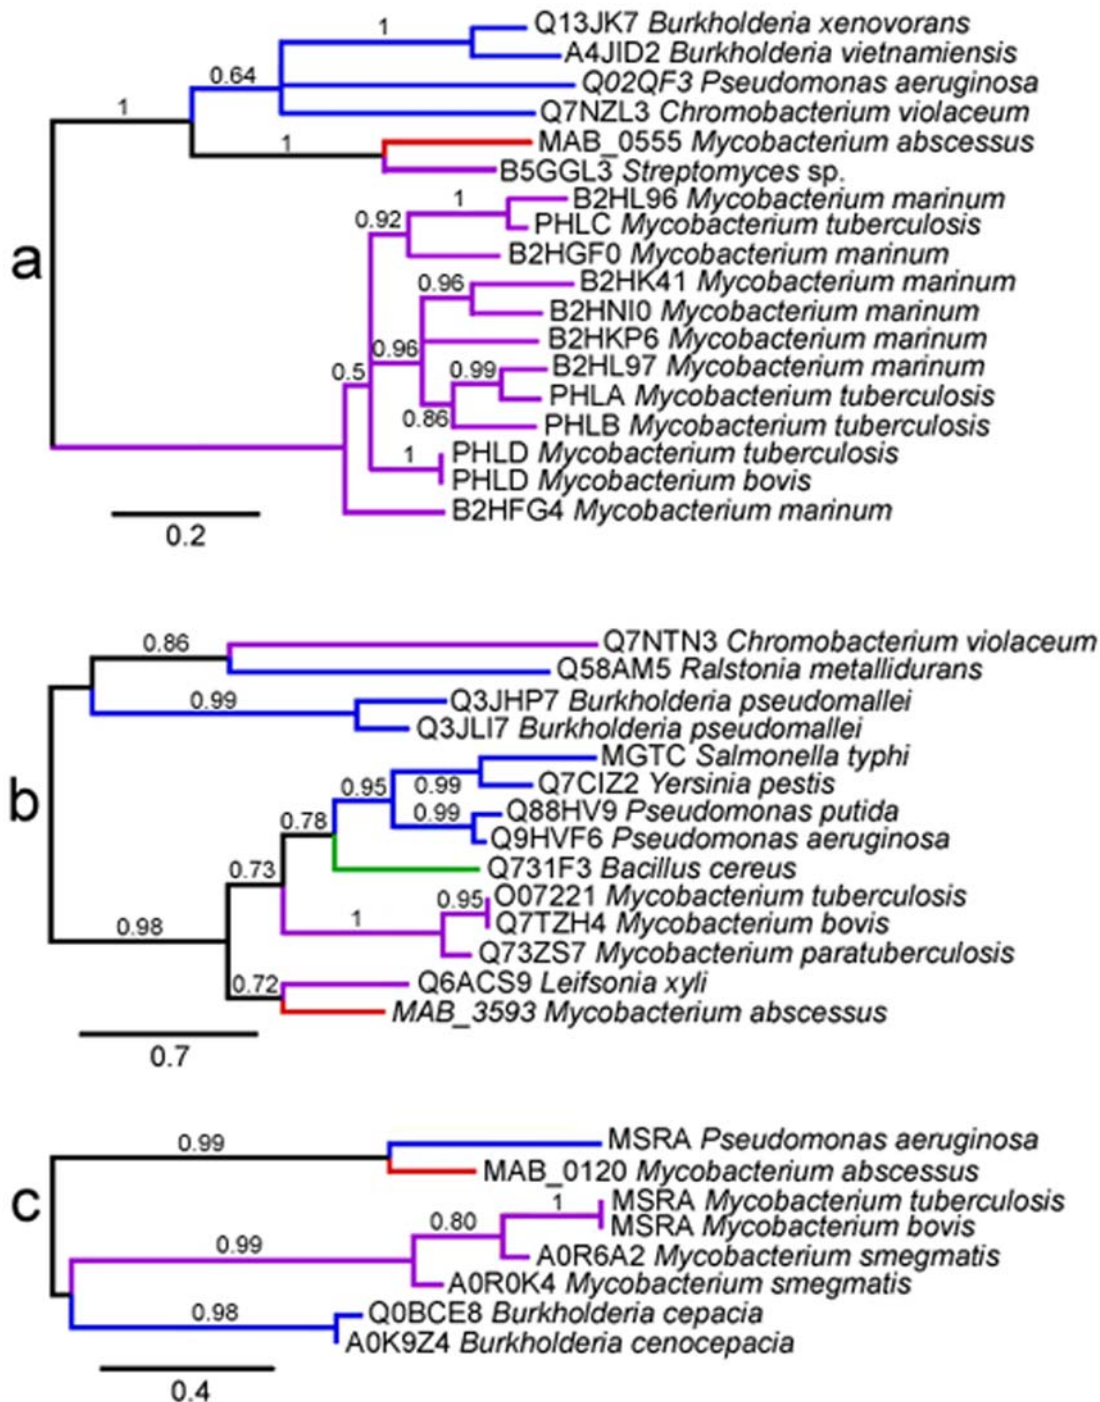 1
Q13JK7 Burkholderia xenovorans
A4JID2 Burkholderia vietnamiensis
0.64
Q02QF3 Pseudomonas aeruginosa
1
Q7NZL3 Chromobacterium violaceum
1
MAB_0555 Mycobacterium abscessus
B5GGL3 Streptomyces sp.
a
1
B2HL96 Mycobacterium marinum
0.92
PHLC Mycobacterium tuberculosis
B2HGF0 Mycobacterium marinum
0.96
B2HK41 Mycobacterium marinum
B2HNI0 Mycobacterium marinum
0.96
B2HKP6 Mycobacterium marinum
0.5
0.99
B2HL97 Mycobacterium marinum
PHLA Mycobacterium tuberculosis
0.86
PHLB Mycobacterium tuberculosis
1
PHLD Mycobacterium tuberculosis
PHLD Mycobacterium bovis
B2HFG4 Mycobacterium marinum
0.2
0.86
Q7NTN3 Chromobacterium violaceum
Q58AM5 Ralstonia metallidurans
0.99
Q3JHP7 Burkholderia pseudomallei
Q3JLI7 Burkholderia pseudomallei
b
MGTC Salmonella typhi
0.95
0.99
Q7CIZ2 Yersinia pestis
0.78
0.99
Q88HV9 Pseudomonas putida
Q9HVF6 Pseudomonas aeruginosa
0.73
Q731F3 Bacillus cereus
0.95
O07221 Mycobacterium tuberculosis
1
Q7TZH4 Mycobacterium bovis
0.98
Q73ZS7 Mycobacterium paratuberculosis
0.72
Q6ACS9 Leifsonia xyli
MAB_3593 Mycobacterium abscessus
0.7
0.99
MSRA Pseudomonas aeruginosa
MAB_0120 Mycobacterium abscessus
c
1
MSRA Mycobacterium tuberculosis
0.80
MSRA Mycobacterium bovis
0.99
A0R6A2 Mycobacterium smegmatis
A0R0K4 Mycobacterium smegmatis
0.98
Q0BCE8 Burkholderia cepacia
A0K9Z4 Burkholderia cenocepacia
0.4